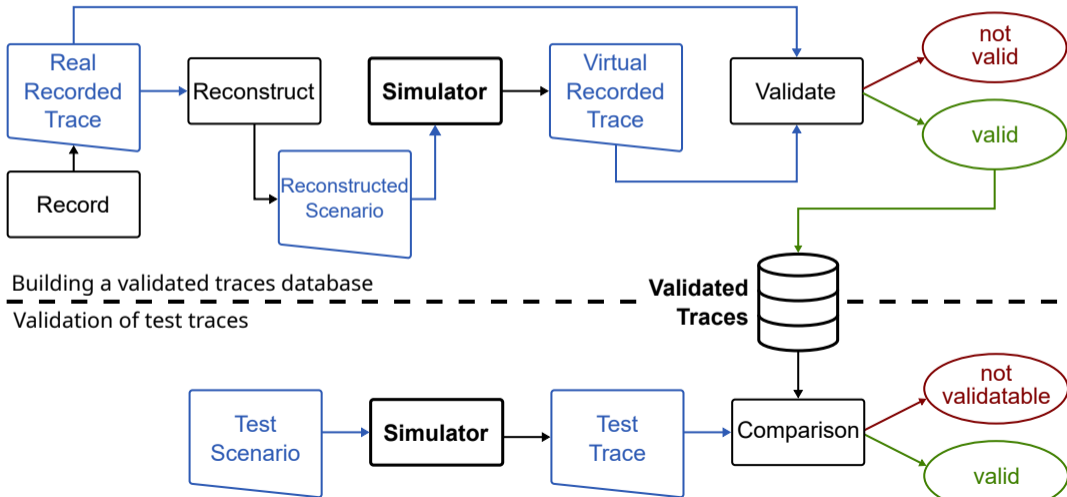 Real
Recorded
Trace
Reconstruct
Simulator
Virtual
Recorded
Trace
Validate
not
valid
valid
Record
Reconstructed
Scenario
Building a validated traces database
Validated
Traces
Validation of test traces
Test
Scenario
Simulator
Test
Trace
Comparison
not
validatable
valid